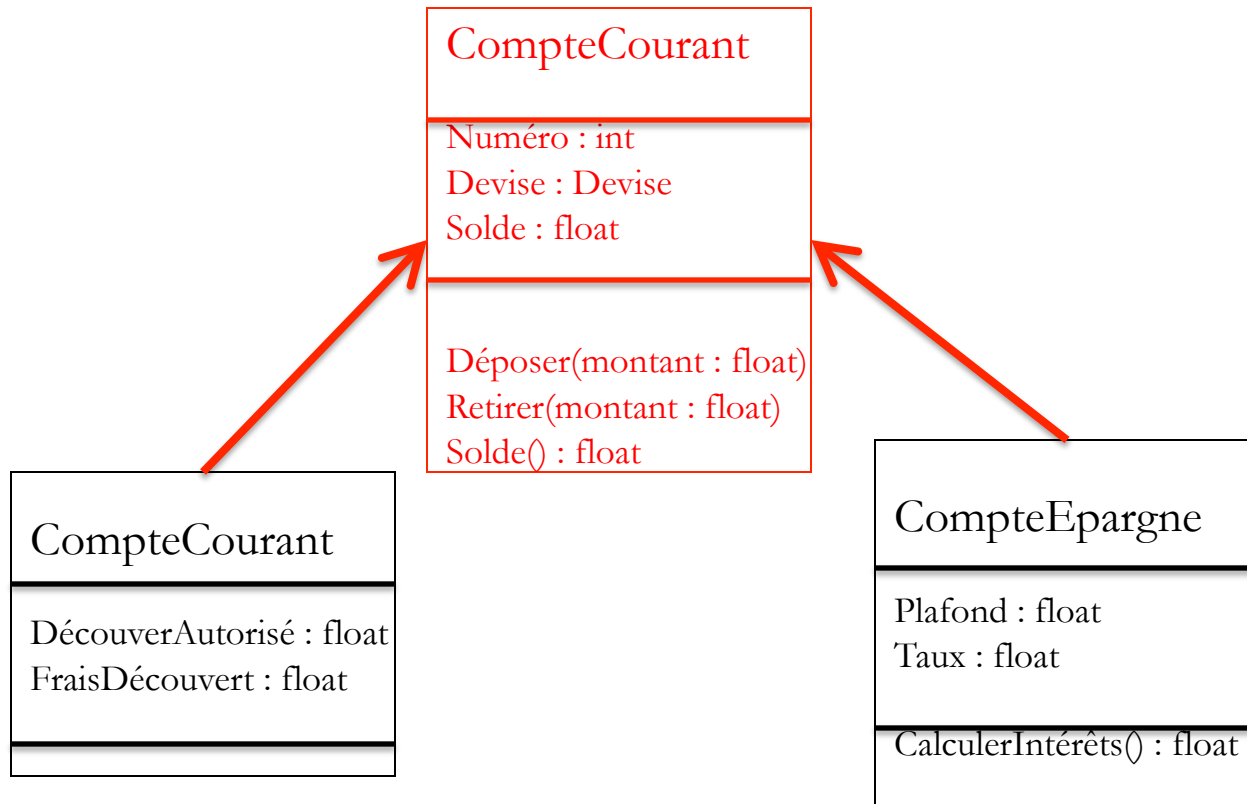 CompteCourant
Numéro : int
Devise : Devise
Solde : float
Déposer(montant : float)
Retirer(montant : float)
Solde() : float
CompteCourant
DécouverAutorisé : float
FraisDécouvert : float
CompteEpargne
Plafond : float
Taux : float
CalculerIntérêts() : float